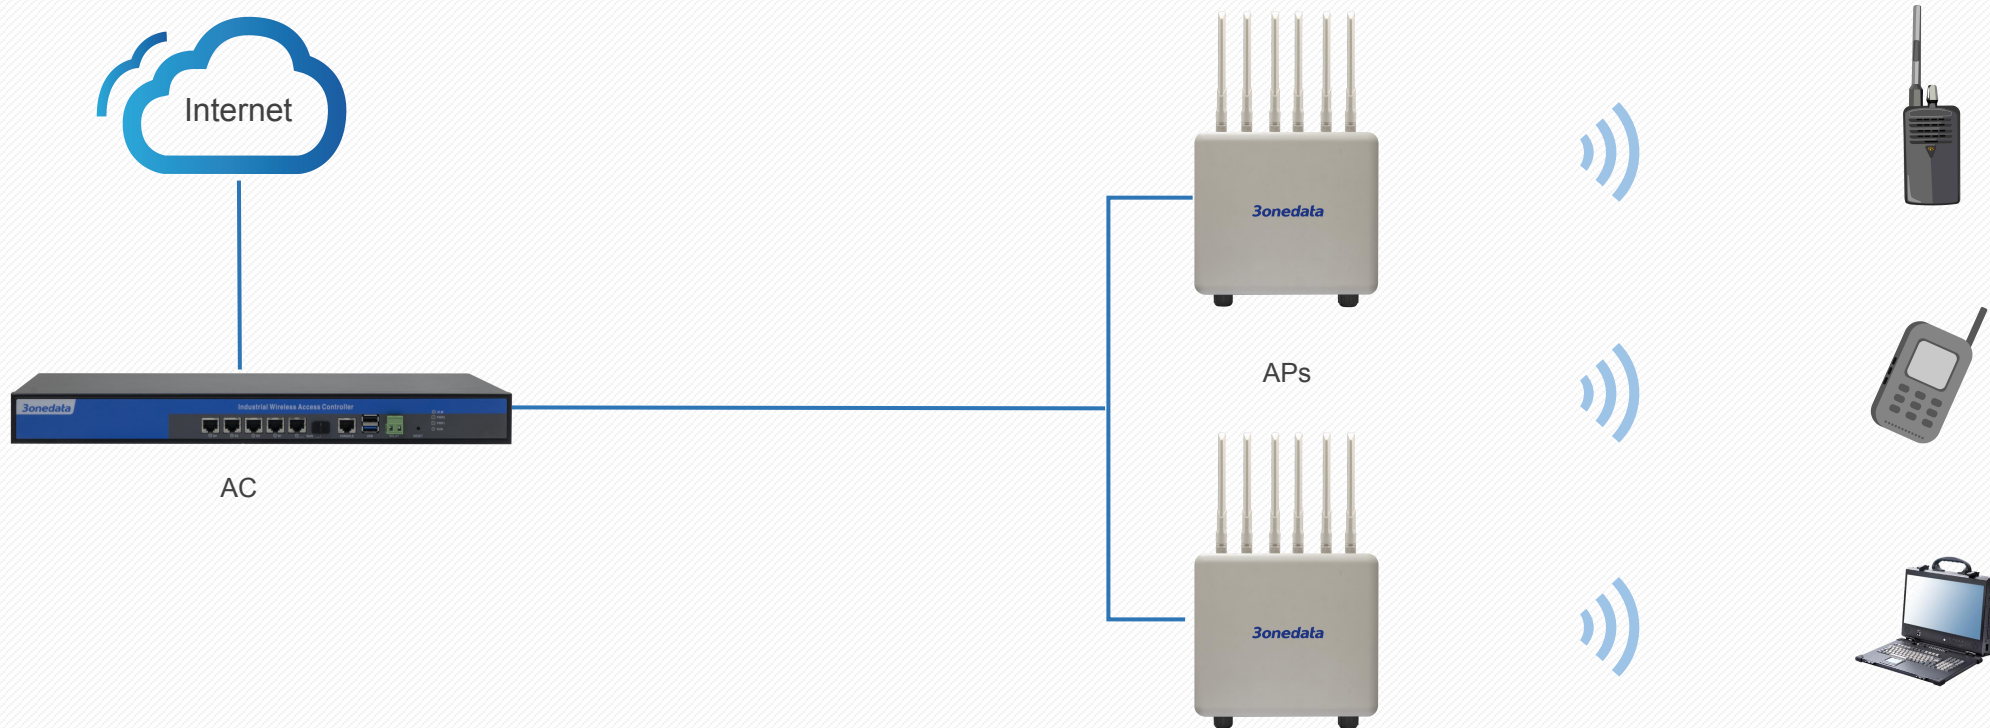 Internet
3onedata
APs
3onedata
Industrial Wireless Access Controller
AC
3onedata